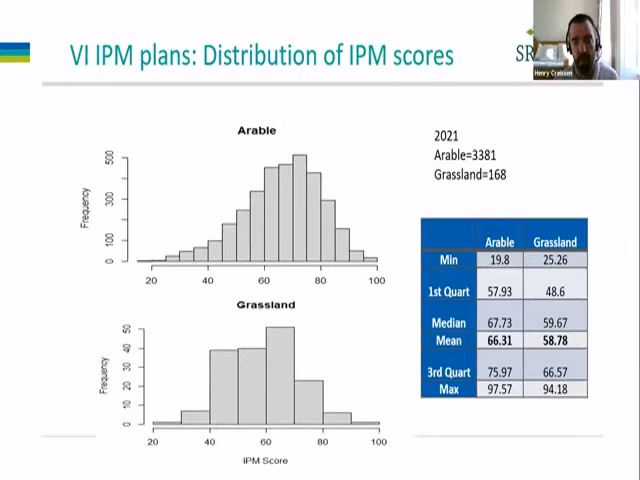 VI IPM plans: Distribution of IPM scores
SR
Henry Creissen
Arable
2021
Arable=3381
Grassland=168
Frequency
500
300
100
0
20 40 60 80 100
Arable Grassland
Min 19.8 25.26
1st Quart 57.93 48.6
Median 67.73 59.67
Mean 66.31 58.78
3rd Quart 75.97 66.57
Max 97.57 94.18
Grassland
Frequency
50
40
30
20
10
0
20 40 60 80 100
IPM Score